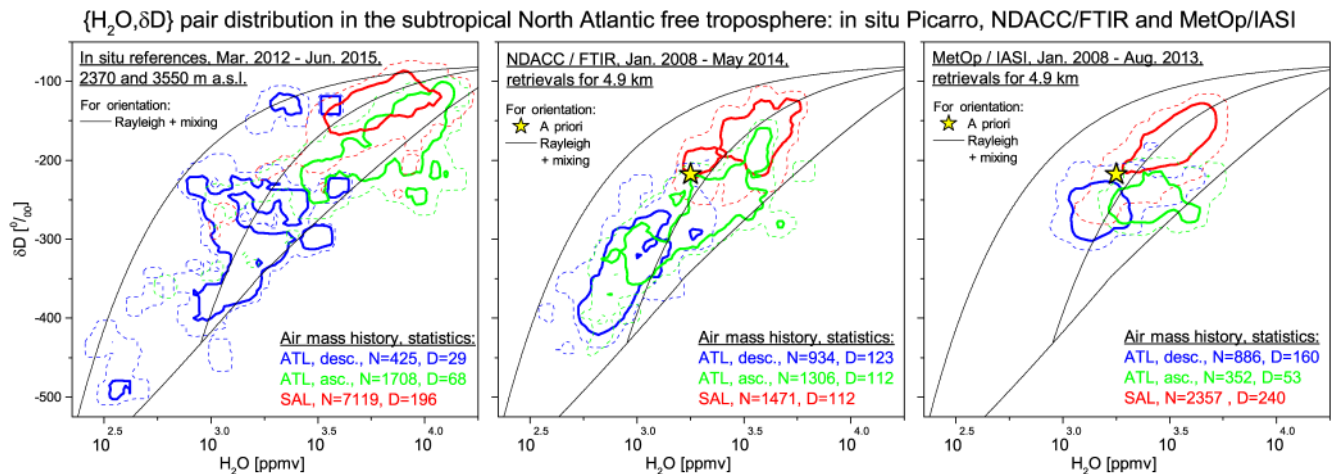 {H₂O,δD} pair distribution in the subtropical North Atlantic free troposphere: in situ Picarro, NDACC/FTIR and MetOp/IASI
In situ references, Mar. 2012 - Jun. 2015,
2370 and 3550 m a.s.l.
For orientation:
Rayleigh + mixing
Air mass history, statistics:
ATL, desc., N=425, D=29
ATL, asc., N=1708, D=68
SAL, N=7119, D=196
-100
-200
-300
-400
-500
δD [⁰/₀₀]
10^2.5 10^3.0 10^3.5 10^4.0
H₂O [ppmv]
NDACC / FTIR, Jan. 2008 - May 2014,
retrievals for 4.9 km
For orientation:
A priori
Rayleigh
+ mixing
Air mass history, statistics:
ATL, desc., N=934, D=123
ATL, asc., N=1306, D=112
SAL, N=1471, D=112
10^2.5 10^3.0 10^3.5 10^4.0
H₂O [ppmv]
MetOp / IASI, Jan. 2008 - Aug. 2013,
retrievals for 4.9 km
For orientation:
A priori
Rayleigh
+ mixing
Air mass history, statistics:
ATL, desc., N=886, D=160
ATL, asc., N=352, D=53
SAL, N=2357 , D=240
10^2.5 10^3.0 10^3.5 10^4.0
H₂O [ppmv]